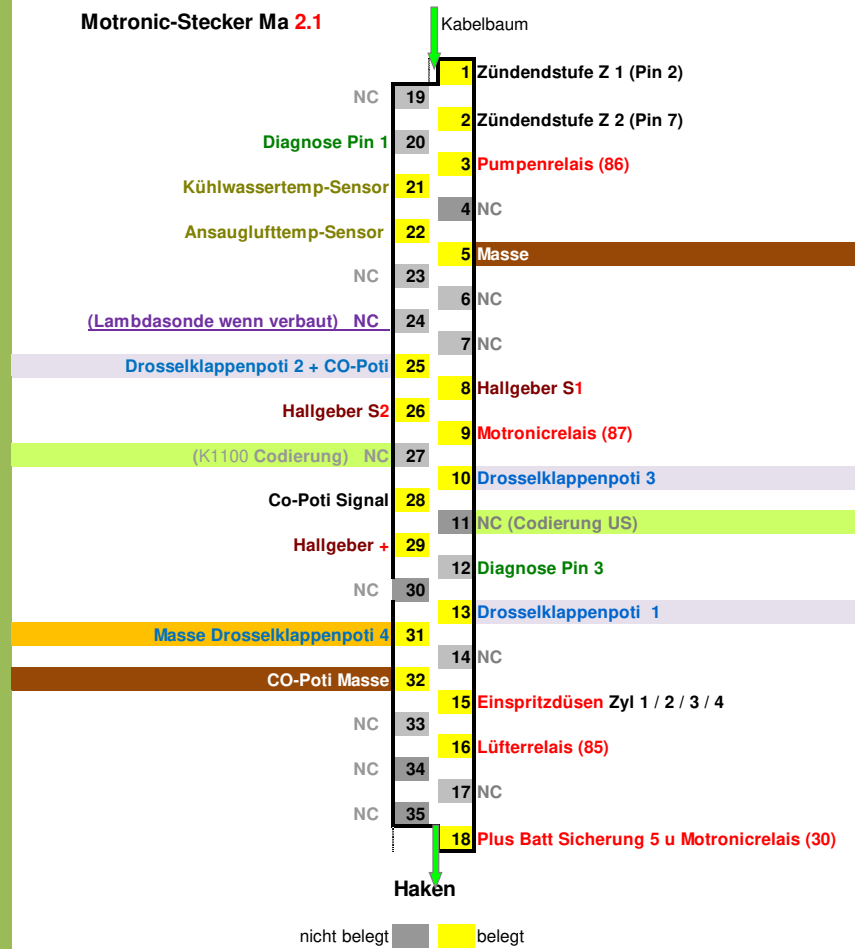 Motronic-Stecker Ma 2.1
Kabelbaum
1 Zündendstufe Z 1 (Pin 2)
NC 19
2 Zündendstufe Z 2 (Pin 7)
Diagnose Pin 1 20
3 Pumpenrelais (86)
Kühlwassertemp-Sensor 21
4 NC
Ansauglufttemp-Sensor 22
5 Masse
NC 23
6 NC
(Lambdasonde wenn verbaut) NC 24
7 NC
Drosselklappenpoti 2 + CO-Poti 25
8 Hallgeber S1
Hallgeber S2 26
9 Motronicrelais (87)
(K1100 Codierung) NC 27
10 Drosselklappenpoti 3
Co-Poti Signal 28
11 NC (Codierung US)
Hallgeber + 29
12 Diagnose Pin 3
NC 30
13 Drosselklappenpoti 1
Masse Drosselklappenpoti 4 31
14 NC
CO-Poti Masse 32
15 Einspritzdüsen Zyl 1 / 2 / 3 / 4
NC 33
16 Lüfterrelais (85)
NC 34
17 NC
NC 35
18 Plus Batt Sicherung 5 u Motronicrelais (30)
Haken
nicht belegt
belegt